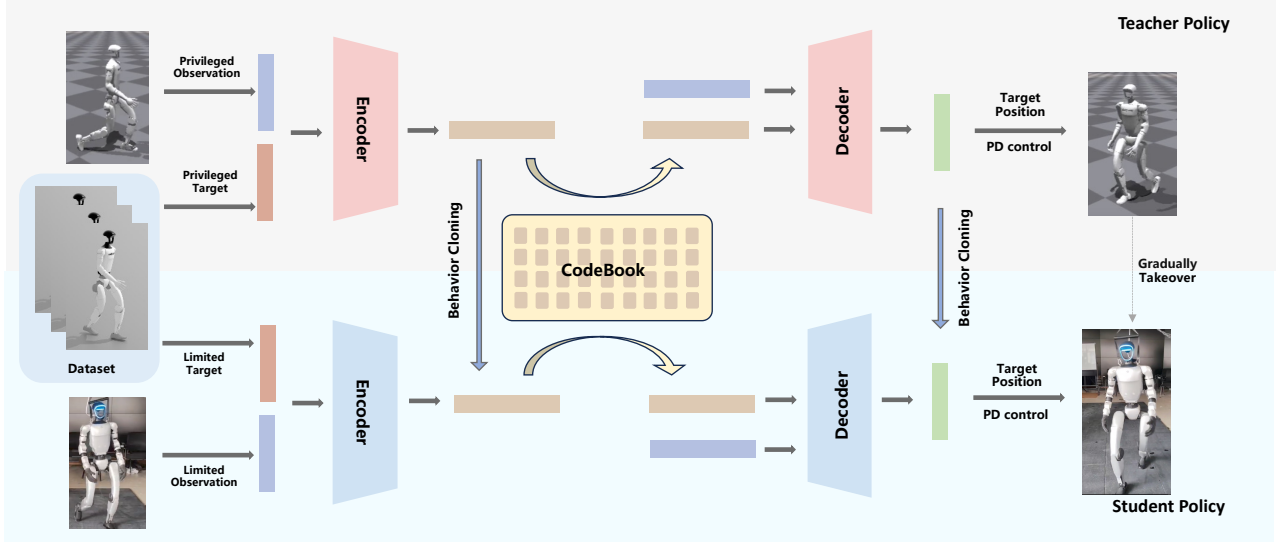 Teacher Policy
Privileged
Observation
Encoder
Decoder
Target
Position
PD control
Privileged
Target
Behavior Cloning
CodeBook
Behavior Cloning
Gradually
Takeover
Dataset
Limited
Target
Encoder
Decoder
Target
Position
PD control
Limited
Observation
Student Policy